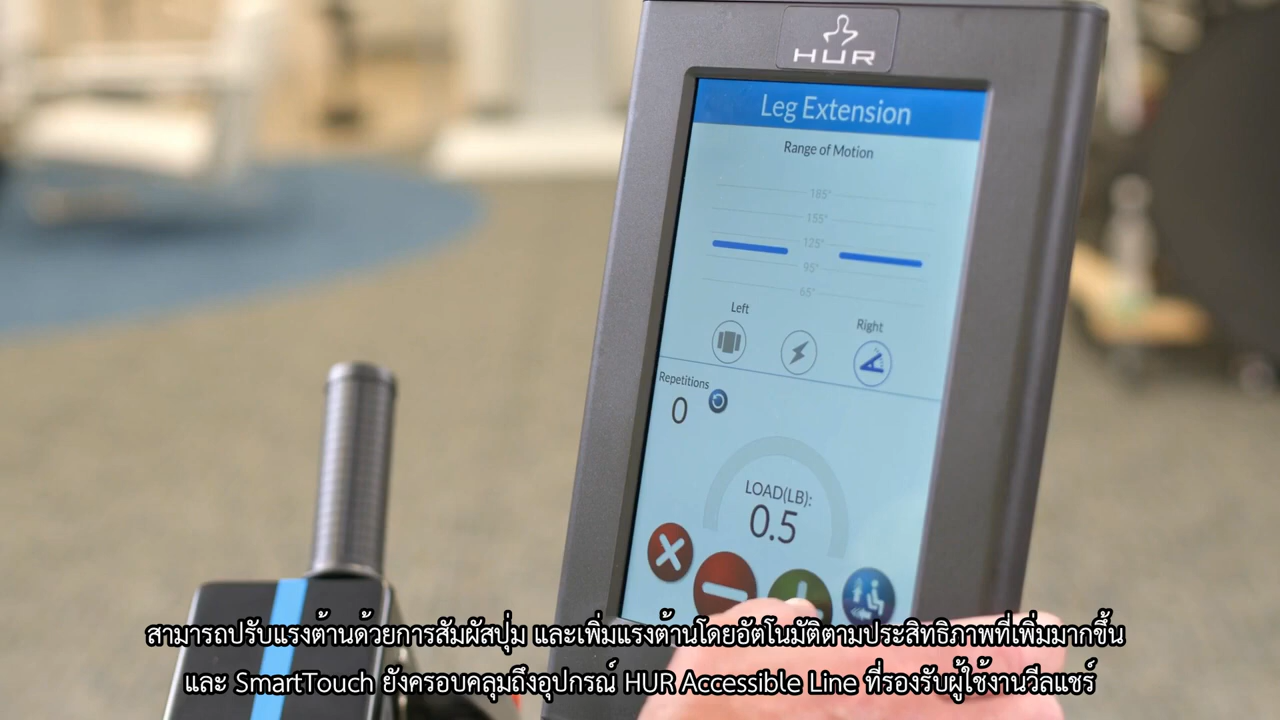 HUR
Leg Extension
Range of Motion
185°
155°
125°
95°
65°
Left
Right
Repetitions
0
LOAD(LB):
0.5
สามารถปรับแรงต้านด้วยการสัมผัสปุ่ม และเพิ่มแรงต้านโดยอัตโนมัติตามประสิทธิภาพที่เพิ่มมากขึ้น
และ SmartTouch ยังครอบคลุมถึงอุปกรณ์ HUR Accessible Line ที่รองรับผู้ใช้งานวีลแชร์